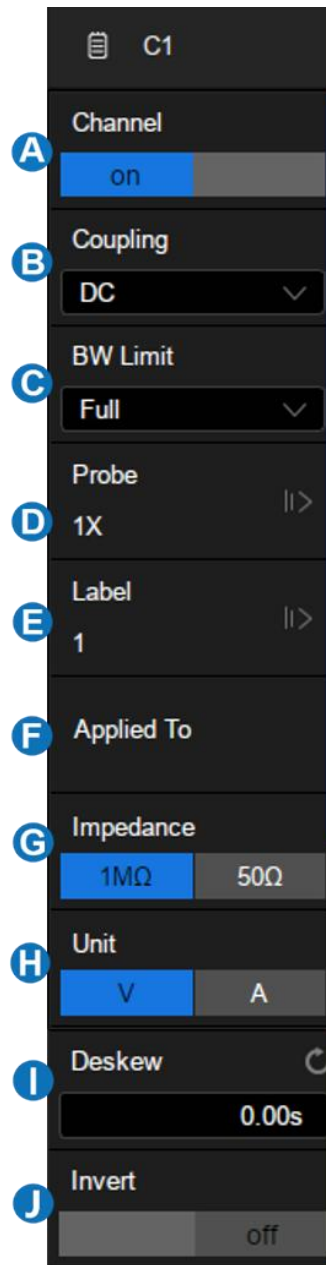 C1
A
Channel
on
B
Coupling
DC
C
BW Limit
Full
D
Probe
1X
E
Label
1
F
Applied To
G
Impedance
1MΩ 50Ω
H
Unit
V A
I
Deskew
0.00s
J
Invert
off